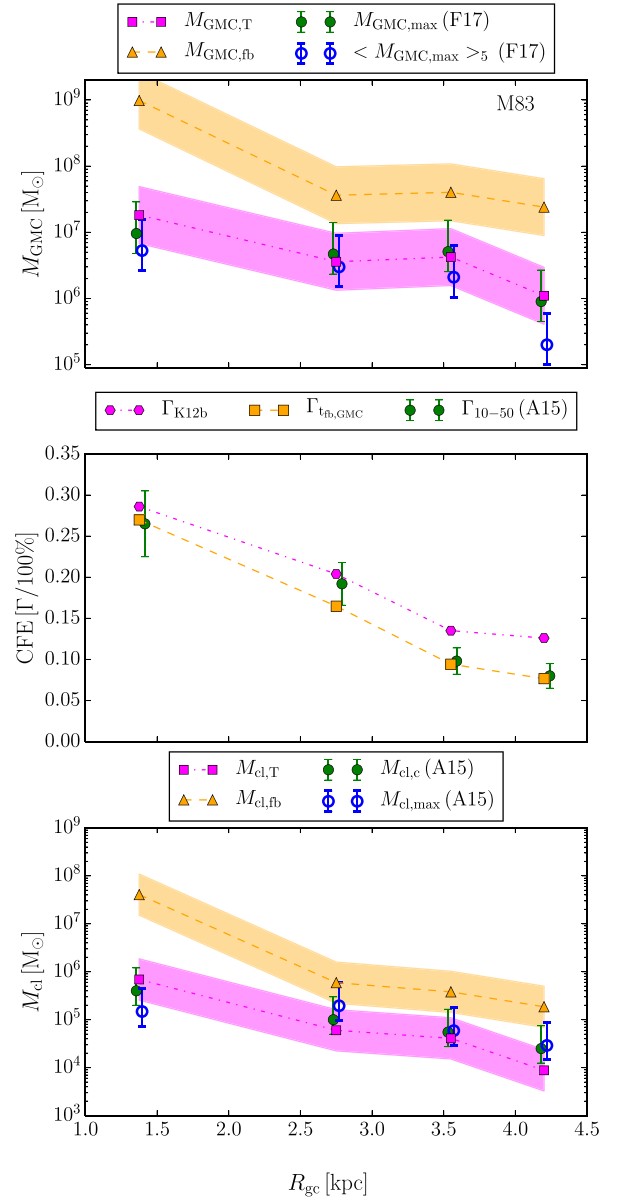 M_GMC,T M_GMC,max (F17)
M_GMC,fb < M_GMC,max >_5 (F17)
M83
10^9
10^8
10^7
10^6
10^5
M_GMC [M_⊙]
Γ_K12b Γ_t_fb,GMC Γ_10−50 (A15)
0.35
0.30
0.25
0.20
0.15
0.10
0.05
0.00
CFE [Γ/100%]
M_cl,T M_cl,c (A15)
M_cl,fb M_cl,max (A15)
10^9
10^8
10^7
10^6
10^5
10^4
10^3
M_cl [M_⊙]
1.0 1.5 2.0 2.5 3.0 3.5 4.0 4.5
R_gc [kpc]